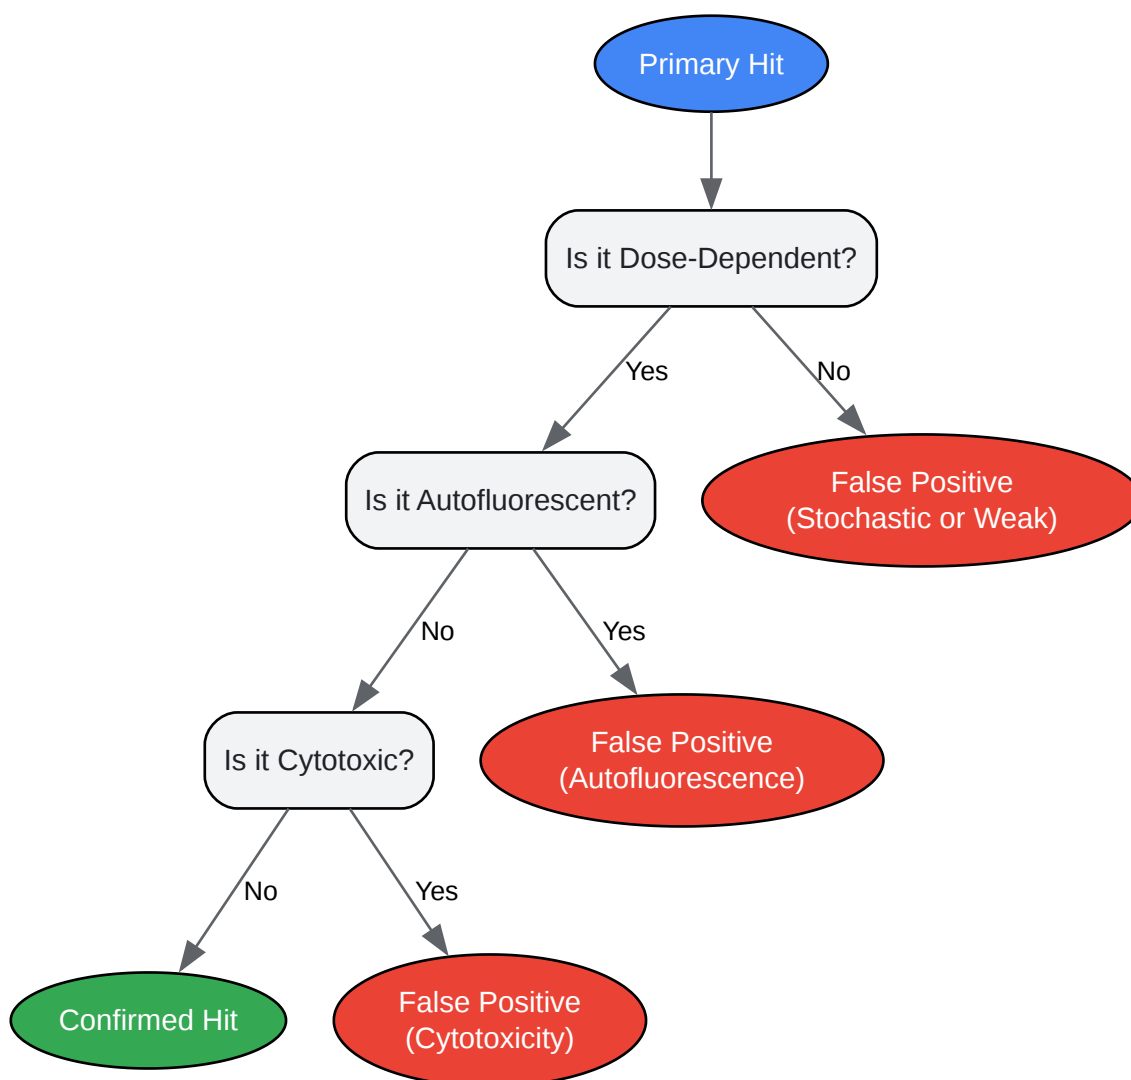 Primary Hit
Is it Dose-Dependent?
Yes
No
Is it Autofluorescent?
False Positive
(Stochastic or Weak)
No
Yes
Is it Cytotoxic?
False Positive
(Autofluorescence)
No
Yes
Confirmed Hit
False Positive
(Cytotoxicity)